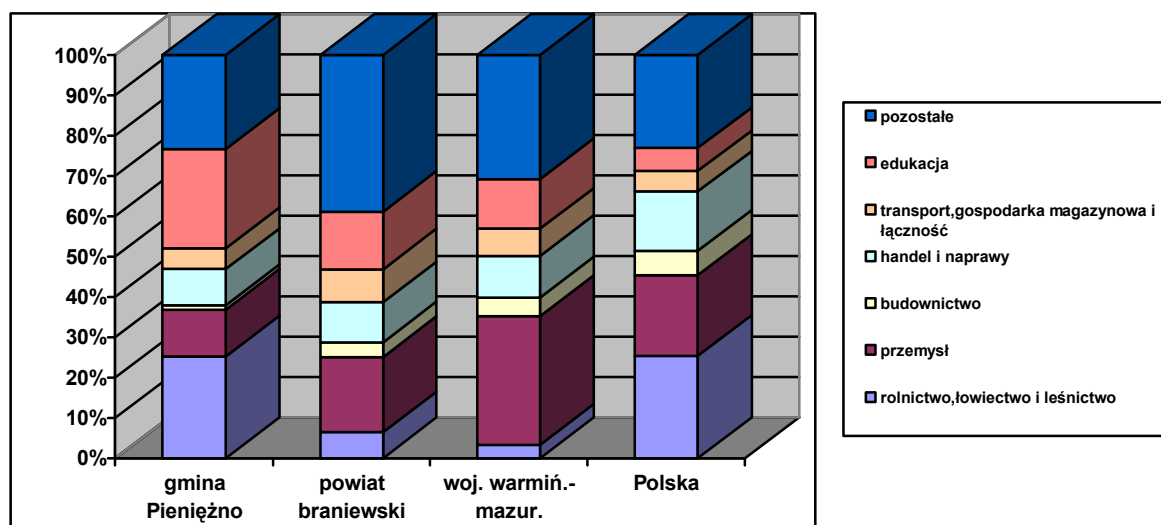 100%
90%
80%
70%
60%
50%
40%
30%
20%
10%
0%
gmina
Pieniężno
powiat
braniewski
woj. warmiń.-
mazur.
Polska
pozostałe
edukacja
transport,gospodarka magazynowa i
łączność
handel i naprawy
budownictwo
przemysł
rolnictwo,łowiectwo i leśnictwo